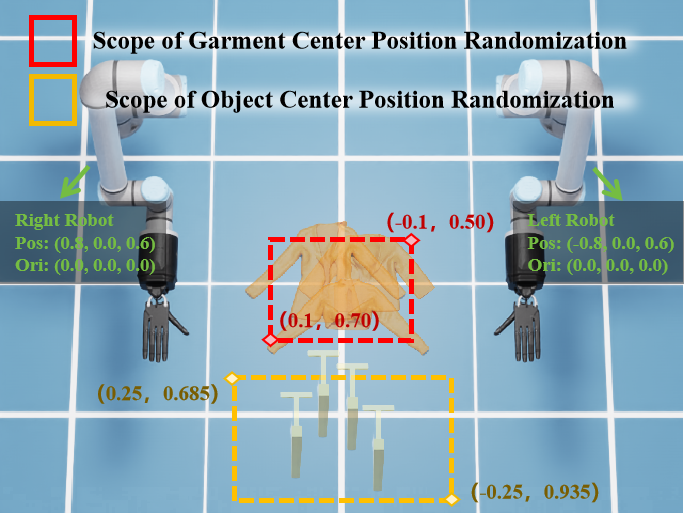 Scope of Garment Center Position Randomization
Scope of Object Center Position Randomization
Right Robot
Pos: (0.8, 0.0, 0.6)
Ori: (0.0, 0.0, 0.0)
Left Robot
Pos: (-0.8, 0.0, 0.6)
Ori: (0.0, 0.0, 0.0)
(-0.1, 0.50)
(0.1, 0.70)
(0.25, 0.685)
(-0.25, 0.935)